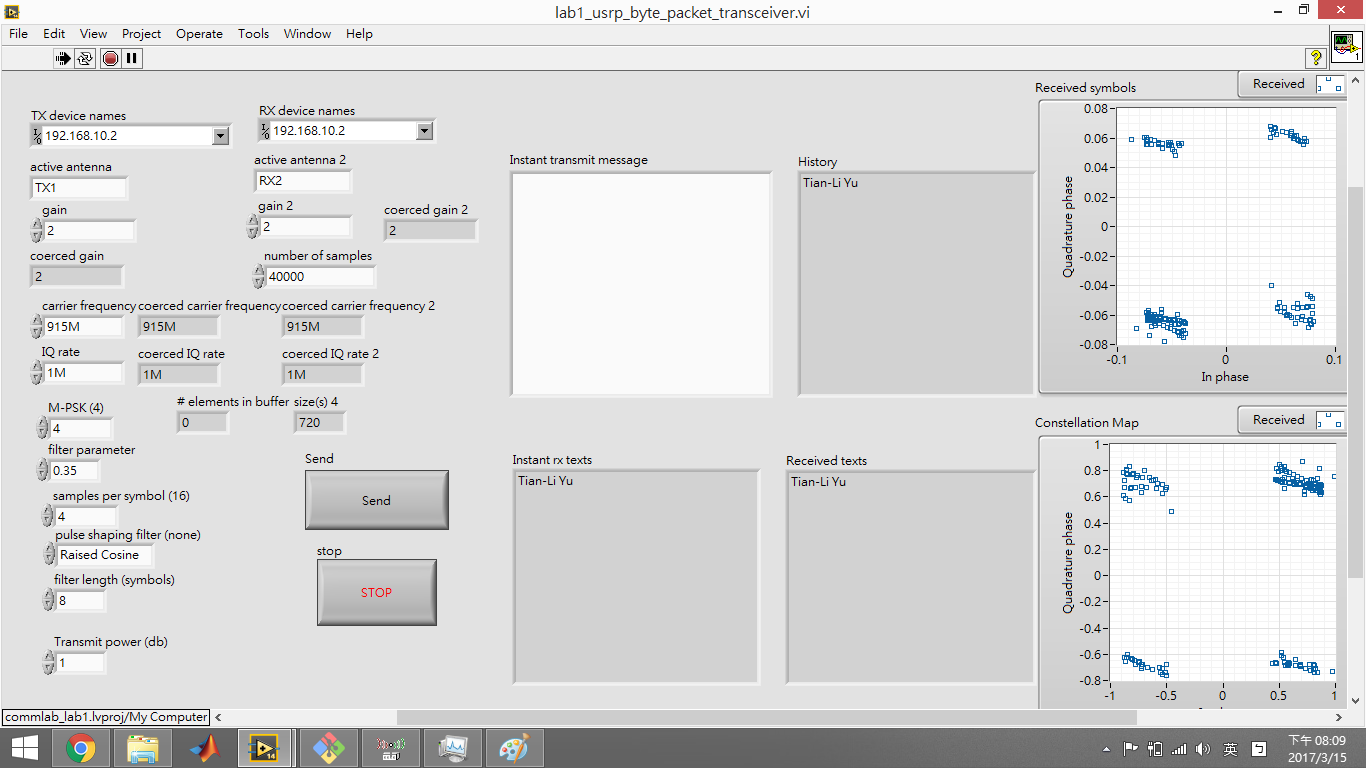 lab1_usrp_byte_packet_transceiver.vi
File Edit View Project Operate Tools Window Help
TX device names
192.168.10.2
active antenna
TX1
gain
2
coerced gain
2
RX device names
192.168.10.2
active antenna 2
RX2
gain 2
2
coerced gain 2
2
number of samples
40000
carrier frequency
915M
coerced carrier frequency
915M
coerced carrier frequency 2
915M
IQ rate
1M
coerced IQ rate
1M
coerced IQ rate 2
1M
M-PSK (4)
4
# elements in buffer
0
size(s) 4
720
filter parameter
0.35
samples per symbol (16)
4
pulse shaping filter (none)
Raised Cosine
filter length (symbols)
8
Transmit power (db)
1
Send
Send
stop
STOP
Instant transmit message
History
Tian-Li Yu
Instant rx texts
Tian-Li Yu
Received texts
Tian-Li Yu
Received symbols
Received
Quadrature phase
0.08
0.06
0.04
0.02
0
-0.02
-0.04
-0.06
-0.08
-0.1 0 0.1
In phase
Constellation Map
Received
Quadrature phase
1
0.8
0.6
0.4
0.2
0
-0.2
-0.4
-0.6
-0.8
-1 -0.5 0 0.5 1
commlab_lab1.lvproj/My Computer
14
英
下午 08:09
2017/3/15